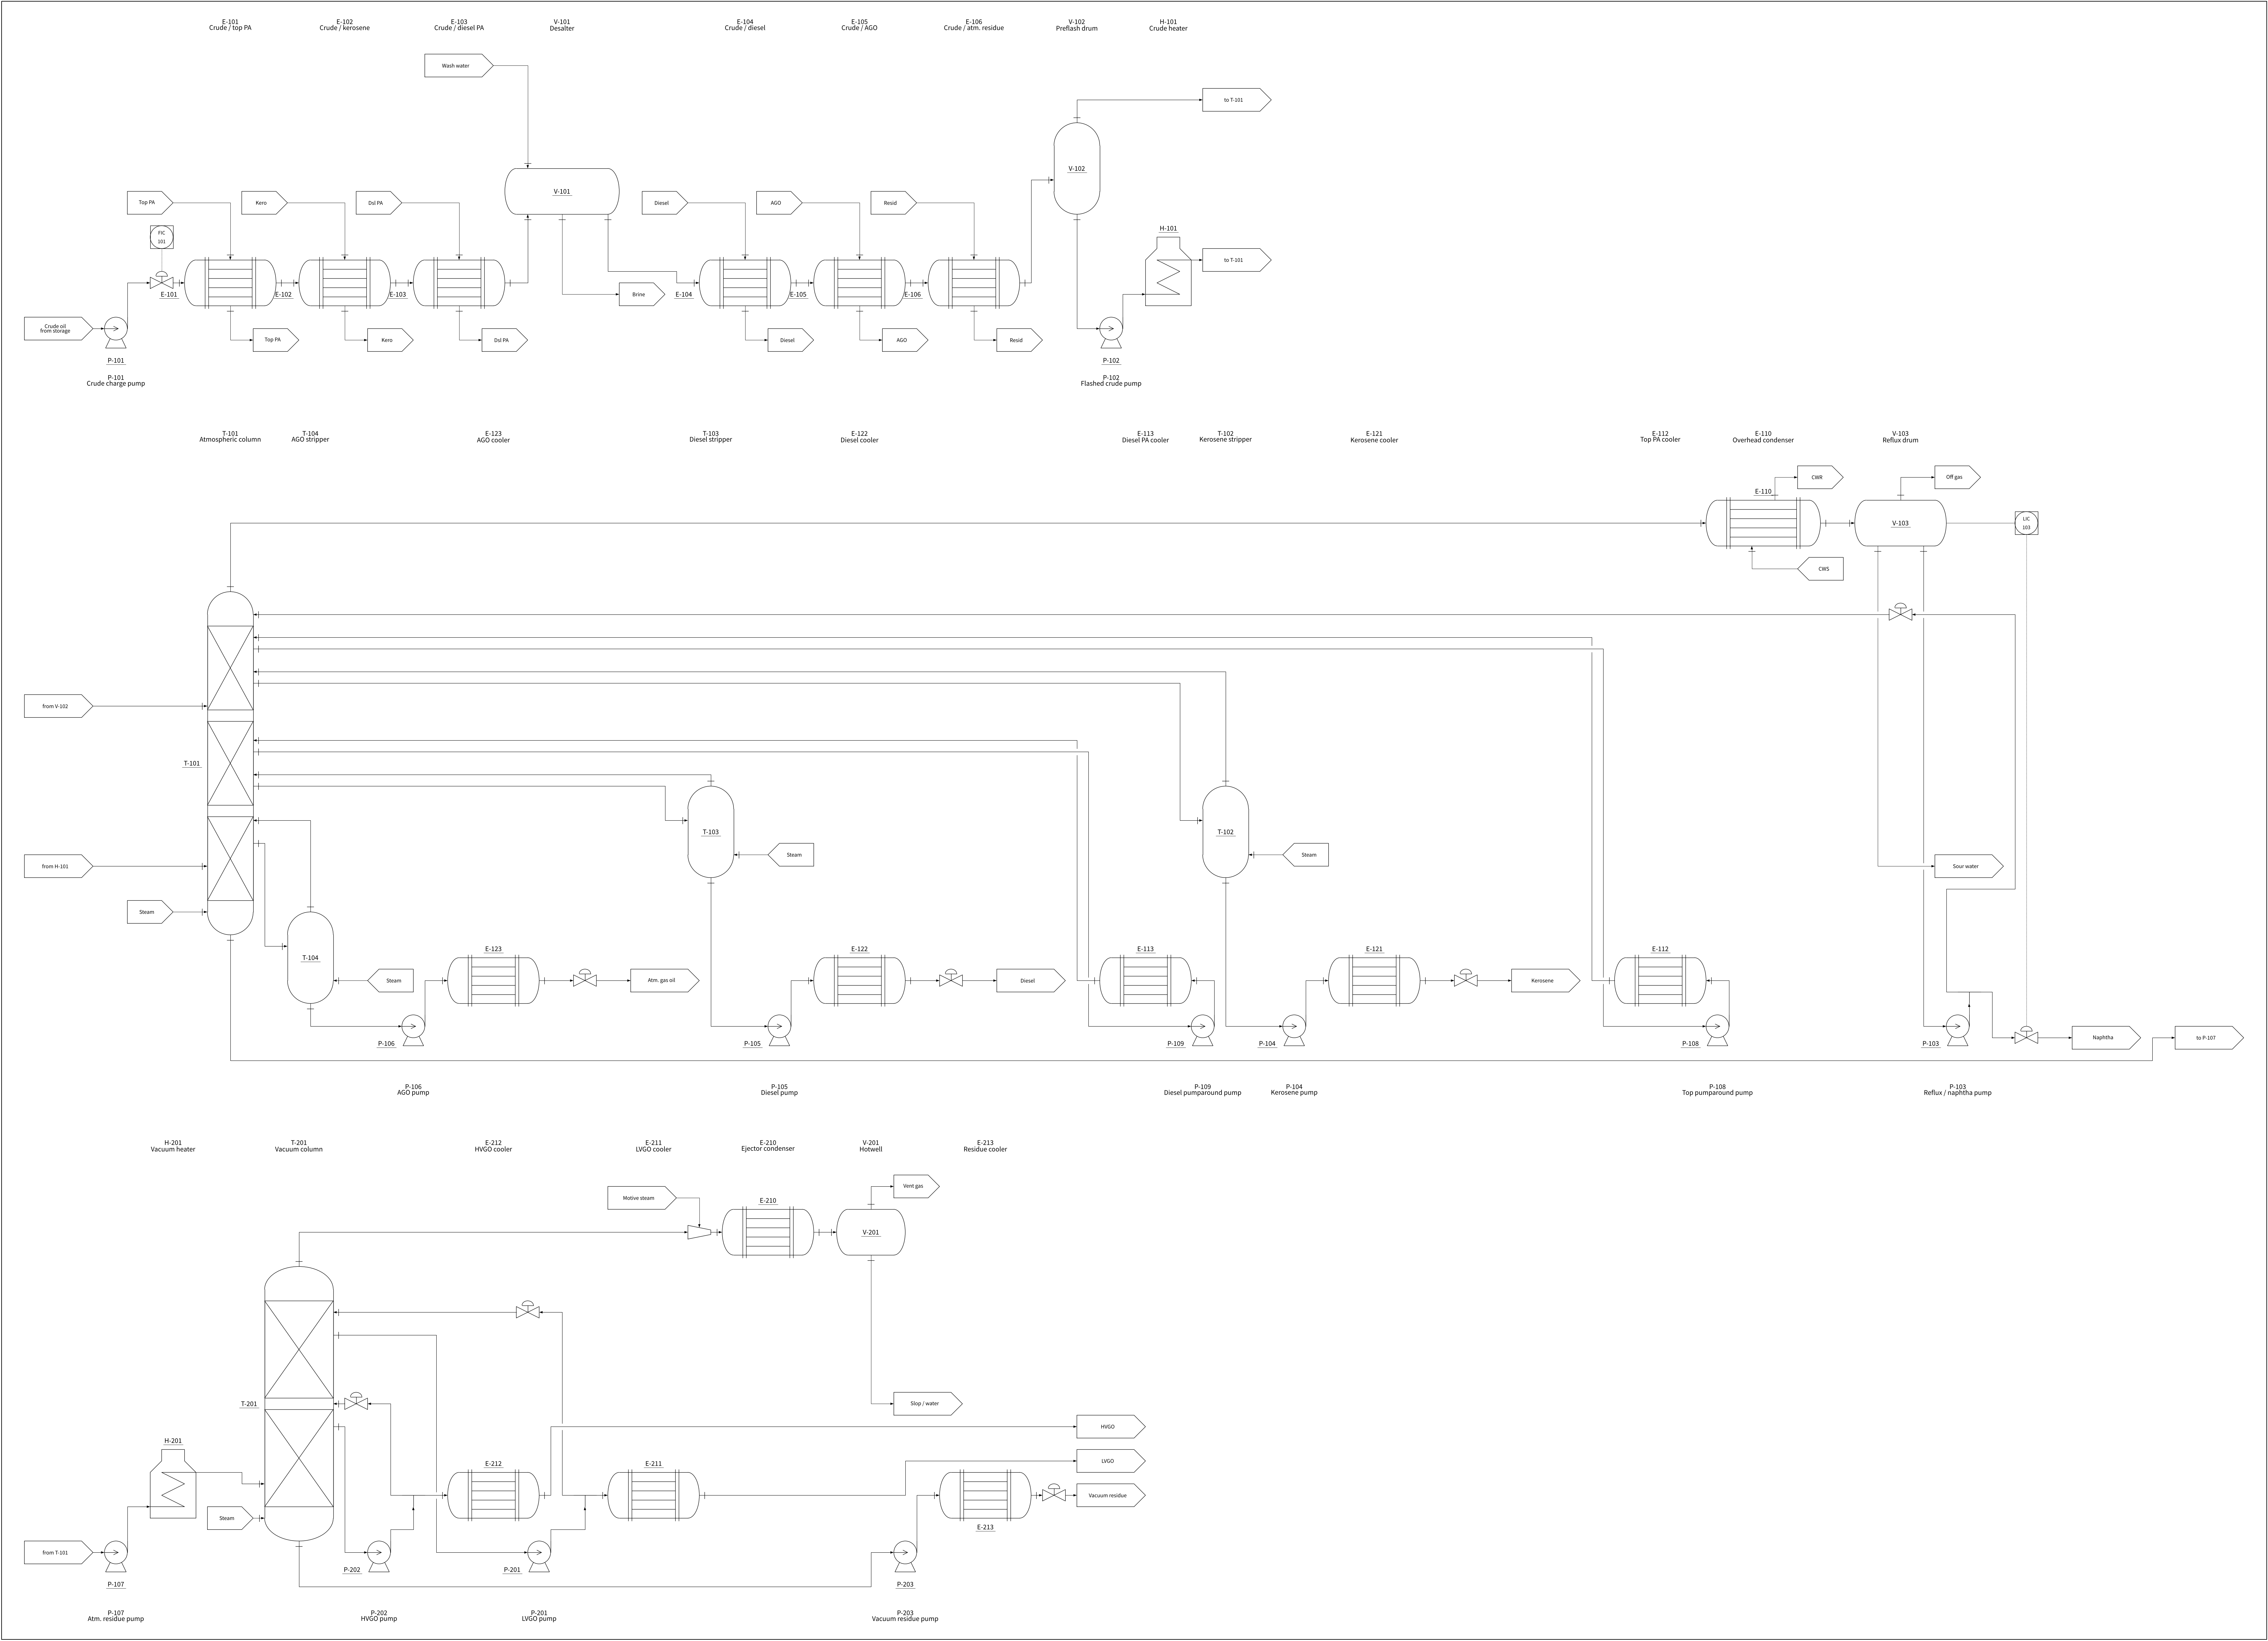 E-101
Crude / top PA
E-102
Crude / kerosene
E-103
Crude / diesel PA
V-101
Desalter
E-104
Crude / diesel
E-105
Crude / AGO
E-106
Crude / atm. residue
V-102
Preflash drum
H-101
Crude heater
Wash water
to T-101
V-102
V-101
Top PA
Kero
Dsl PA
Diesel
AGO
Resid
FIC
101
H-101
to T-101
E-101
E-102
E-103
Brine
E-104
E-105
E-106
Crude oil
from storage
Top PA
Kero
Dsl PA
Diesel
AGO
Resid
P-101
P-102
P-101
Crude charge pump
P-102
Flashed crude pump
T-101
Atmospheric column
T-104
AGO stripper
E-123
AGO cooler
T-103
Diesel stripper
E-122
Diesel cooler
E-113
Diesel PA cooler
T-102
Kerosene stripper
E-121
Kerosene cooler
E-112
Top PA cooler
E-110
Overhead condenser
V-103
Reflux drum
CWR
Off gas
E-110
V-103
LIC
103
CWS
from V-102
T-101
T-103
T-102
Steam
Steam
from H-101
Sour water
Steam
E-123
E-122
E-113
E-121
E-112
T-104
Steam
Atm. gas oil
Diesel
Kerosene
P-106
P-105
P-109
P-104
P-108
P-103
Naphtha
to P-107
P-106
AGO pump
P-105
Diesel pump
P-109
Diesel pumparound pump
P-104
Kerosene pump
P-108
Top pumparound pump
P-103
Reflux / naphtha pump
H-201
Vacuum heater
T-201
Vacuum column
E-212
HVGO cooler
E-211
LVGO cooler
E-210
Ejector condenser
V-201
Hotwell
E-213
Residue cooler
Vent gas
Motive steam
E-210
V-201
T-201
Slop / water
HVGO
H-201
E-212
E-211
LVGO
Vacuum residue
Steam
E-213
from T-101
P-202
P-201
P-107
P-203
P-107
Atm. residue pump
P-202
HVGO pump
P-201
LVGO pump
P-203
Vacuum residue pump